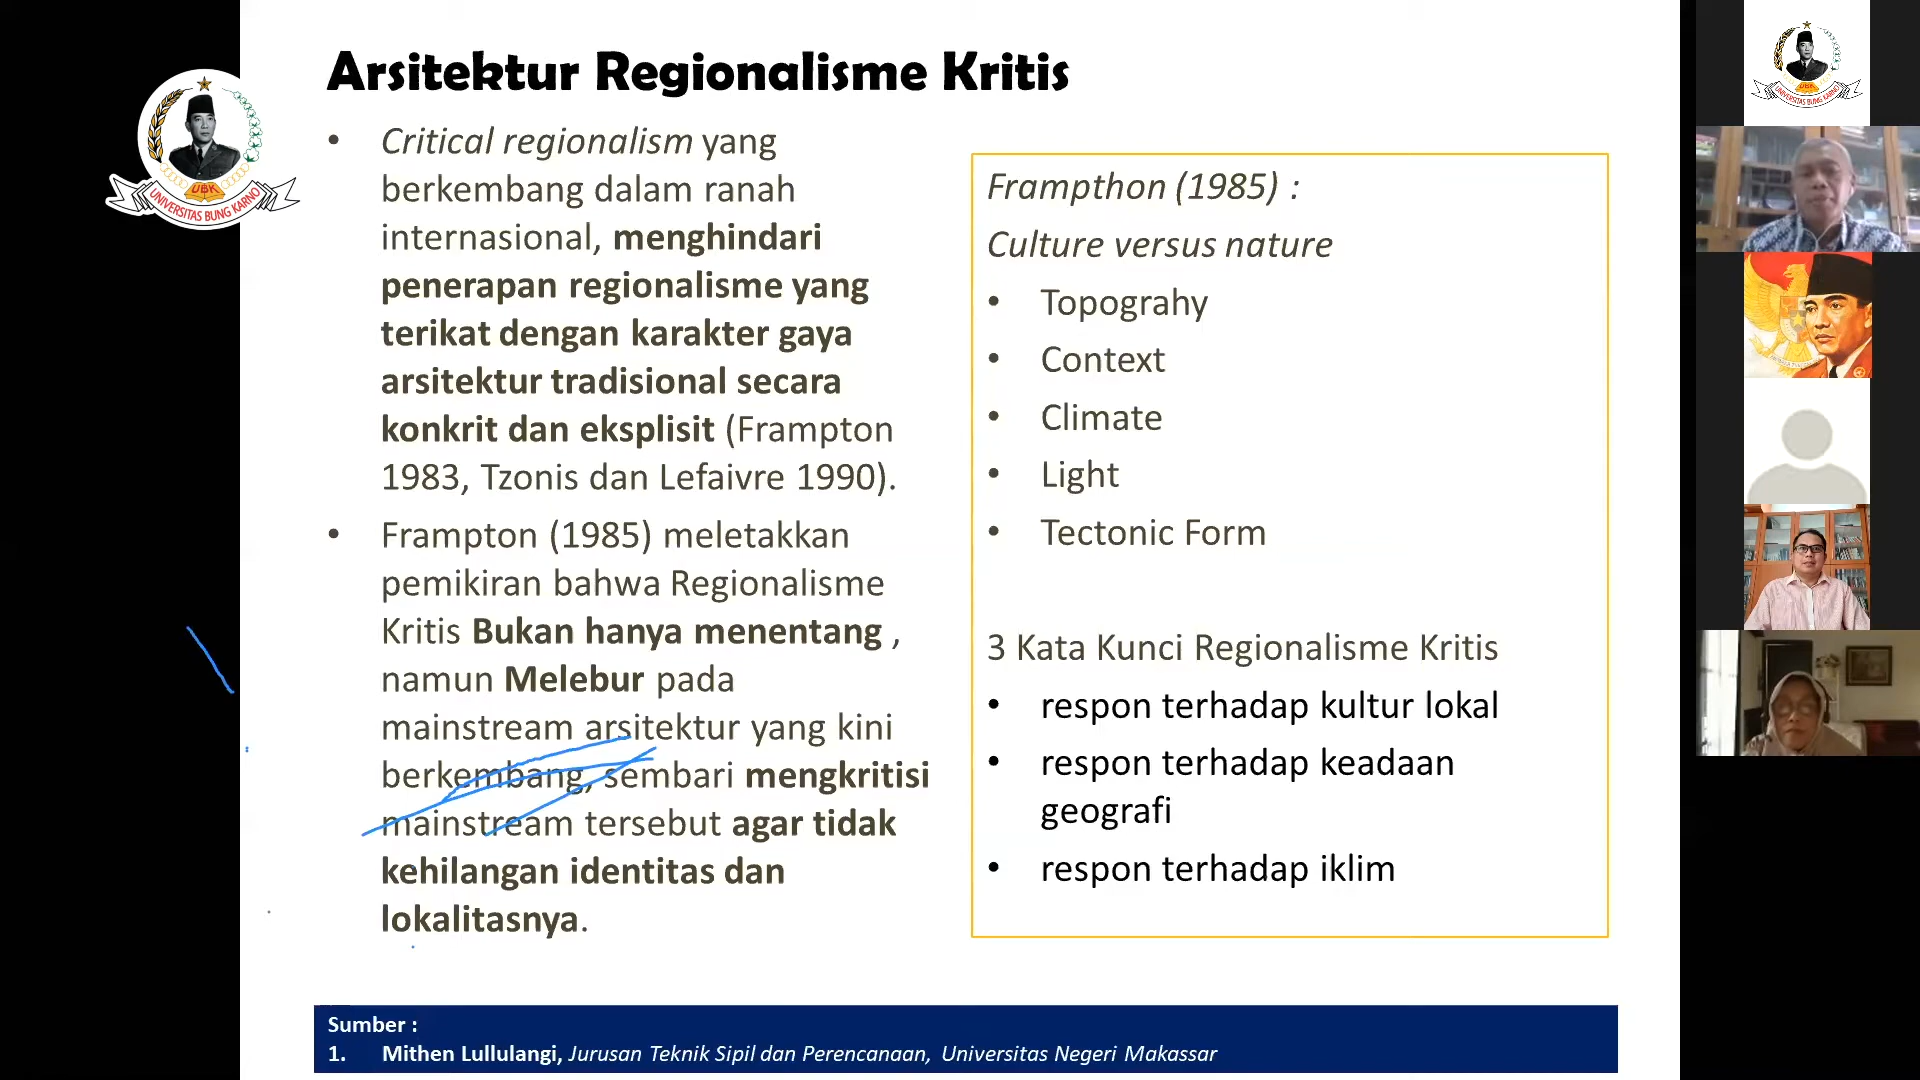 Arsitektur Regionalisme Kritis
• Critical regionalism yang
berkembang dalam ranah
internasional, menghindari
penerapan regionalisme yang
terikat dengan karakter gaya
arsitektur tradisional secara
konkrit dan eksplisit (Frampton
1983, Tzonis dan Lefaivre 1990).
• Frampton (1985) meletakkan
pemikiran bahwa Regionalisme
Kritis Bukan hanya menentang ,
namun Melebur pada
mainstream arsitektur yang kini
berkembang, sembari mengkritisi
mainstream tersebut agar tidak
kehilangan identitas dan
lokalitasnya.
Frampthon (1985) :
Culture versus nature
• Topograhy
• Context
• Climate
• Light
• Tectonic Form
3 Kata Kunci Regionalisme Kritis
• respon terhadap kultur lokal
• respon terhadap keadaan
geografi
• respon terhadap iklim
Sumber :
1. Mithen Lullulangi, Jurusan Teknik Sipil dan Perencanaan, Universitas Negeri Makassar
UBK
UNIVERSITAS BUNG KARNO
UBK
UNIVERSITAS BUNG KARNO